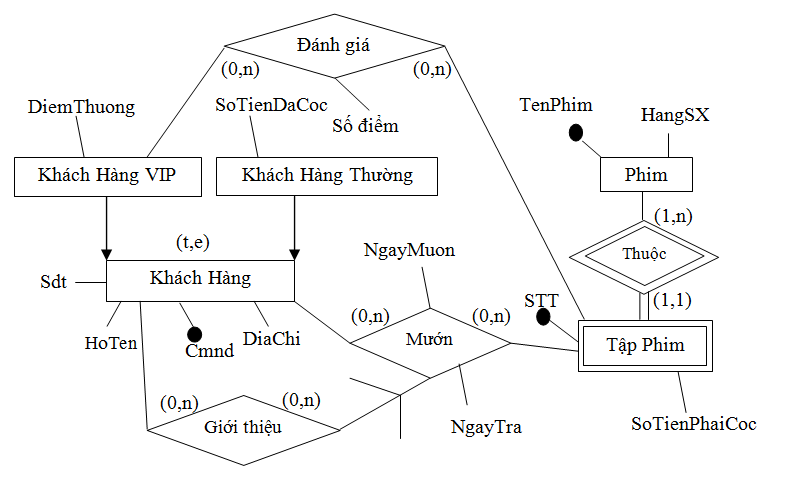 Đánh giá
(0,n)
(0,n)
DiemThuong
SoTienDaCoc
Số điểm
TenPhim
HangSX
Khách Hàng VIP
Khách Hàng Thường
Phim
(1,n)
(t,e)
Thuộc
NgayMuon
Sdt
Khách Hàng
(0,n)
(0,n)
STT
(1,1)
HoTen
Cmnd
DiaChi
Mướn
Tập Phim
(0,n)
(0,n)
Giới thiệu
NgayTra
SoTienPhaiCoc